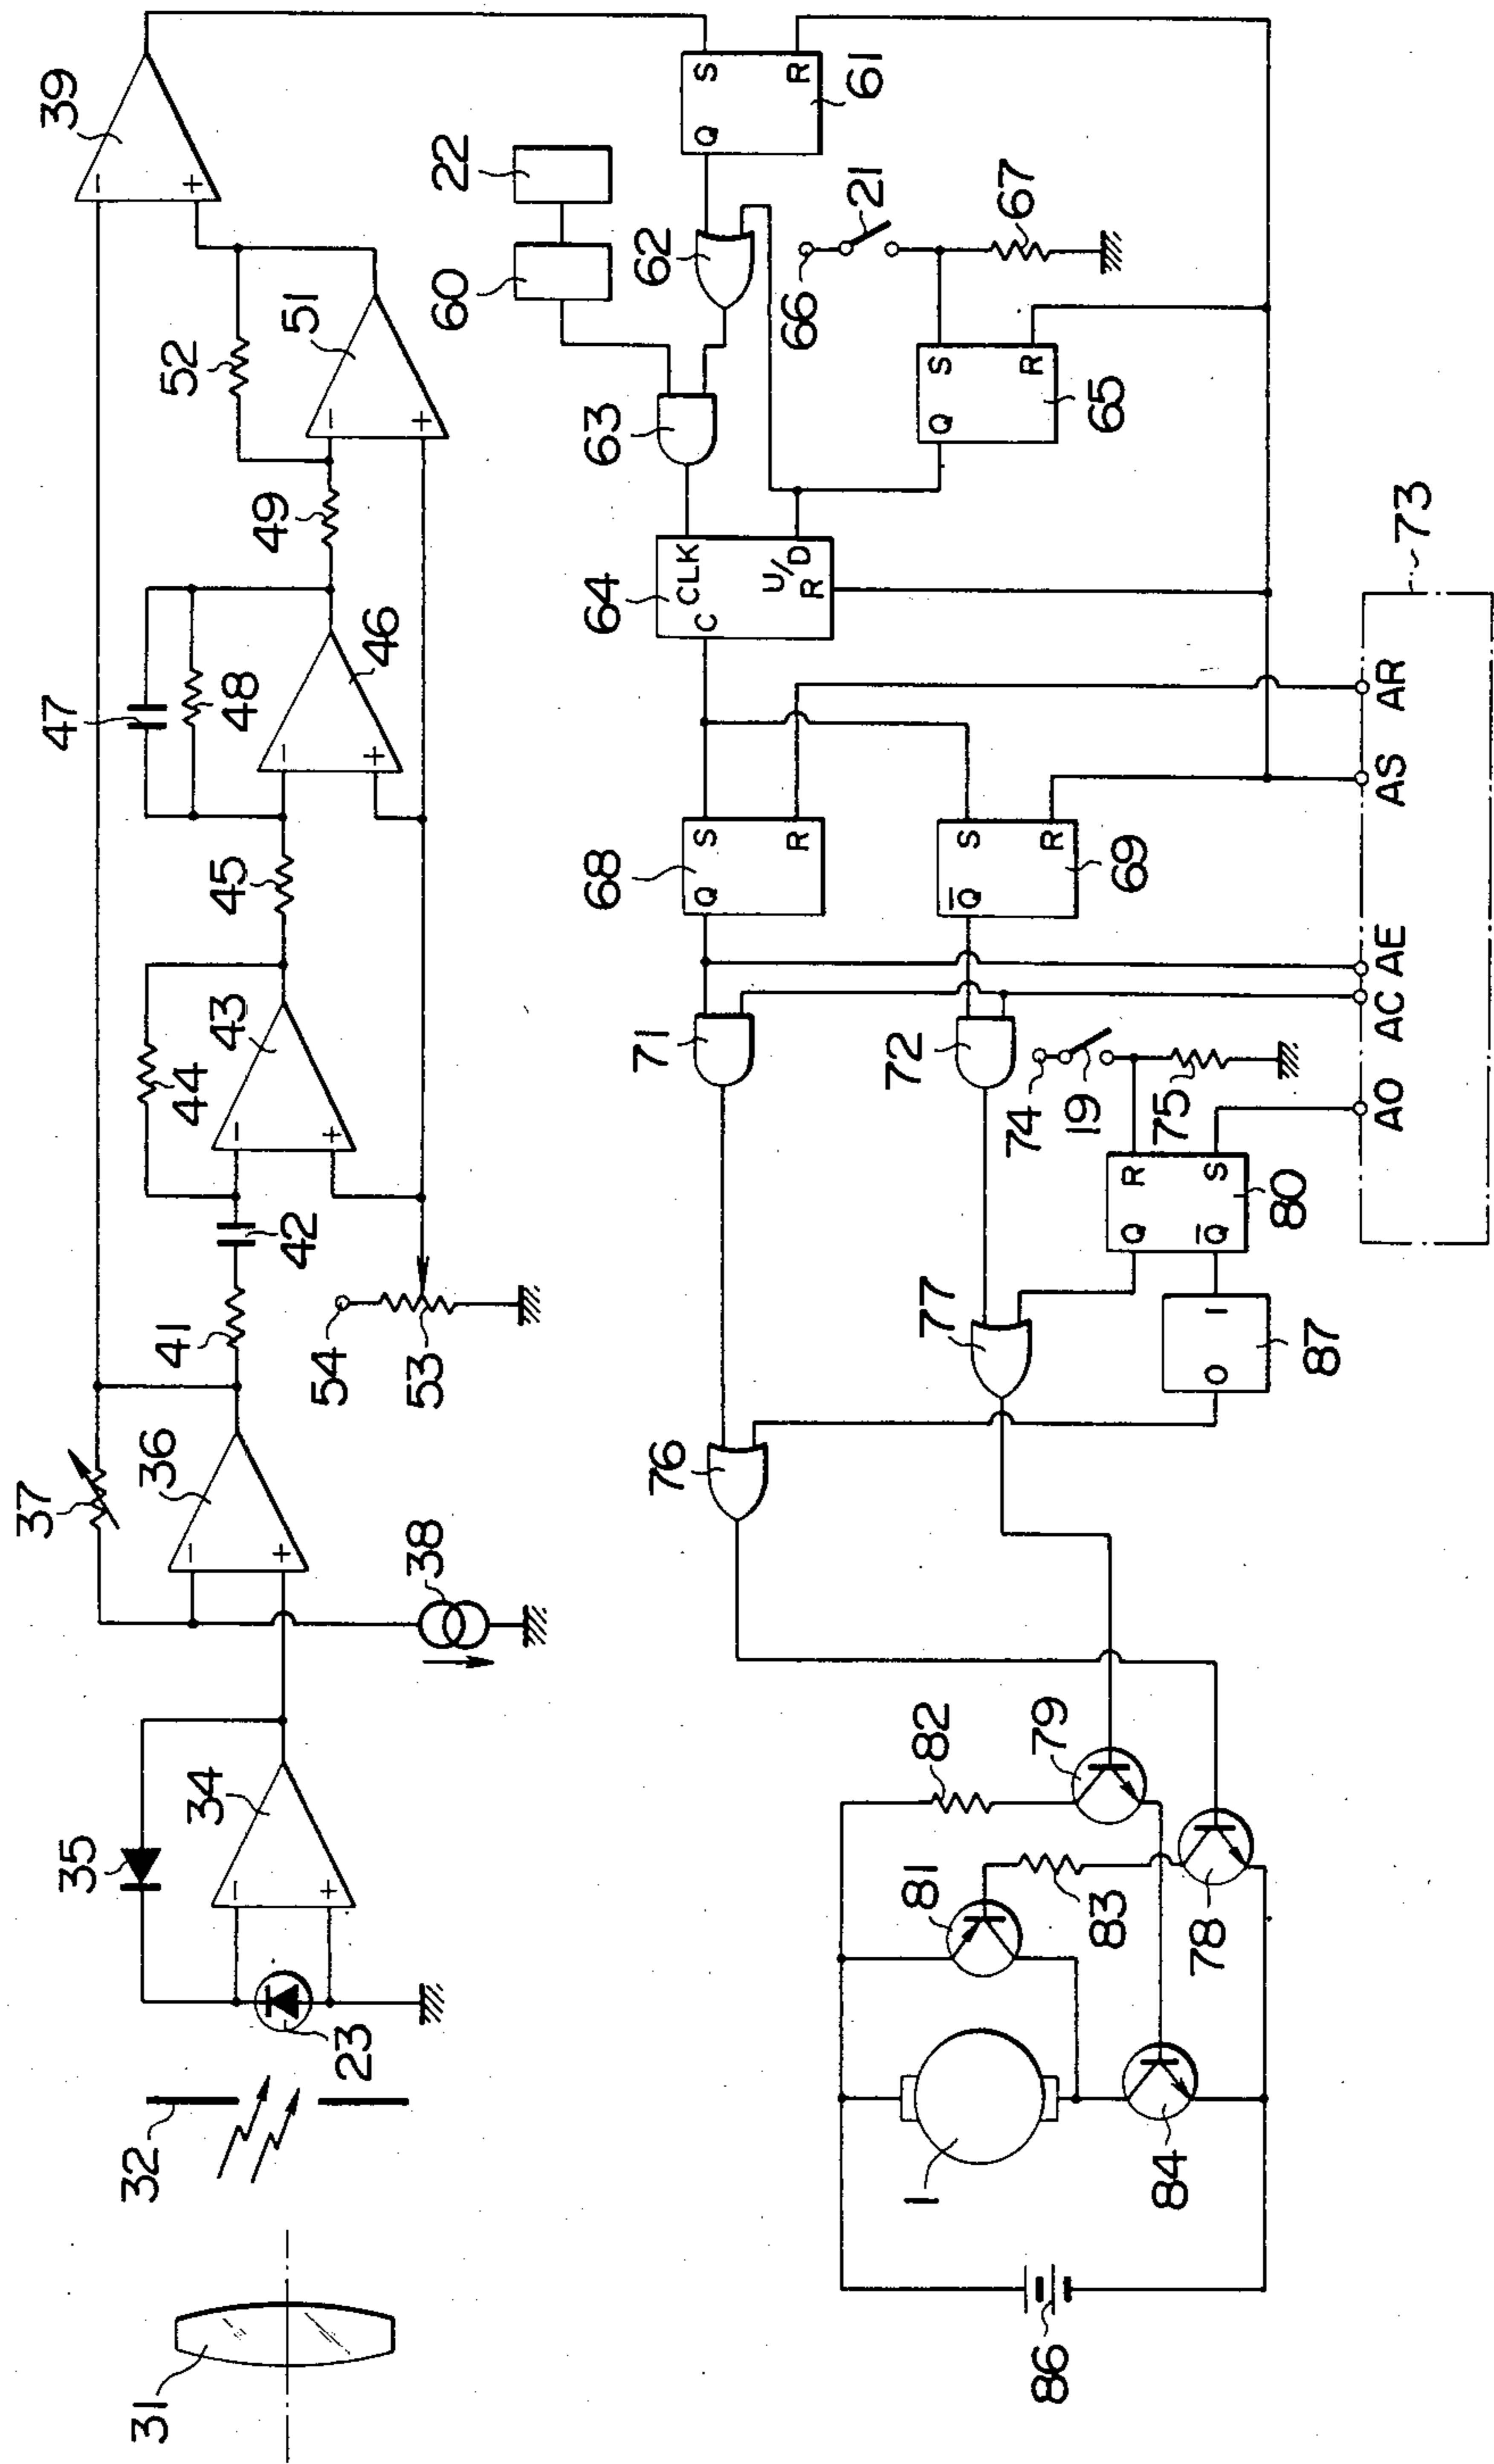 37
39
35
47
31
32
36
41
44
43
45
48
52
34
42
49
51
46
54
23
38
53
22
60
64
C
CLK
U/D
R
63
62
Q
S
R
61
76
71
68
Q
S
R
66
21
67
1
81
82
79
77
72
Q
S
R
69
Q
S
R
65
86
84
83
78
74
19
75
Q
Q
R
S
80
O
I
87
AO
AC
AE
AS
AR
73